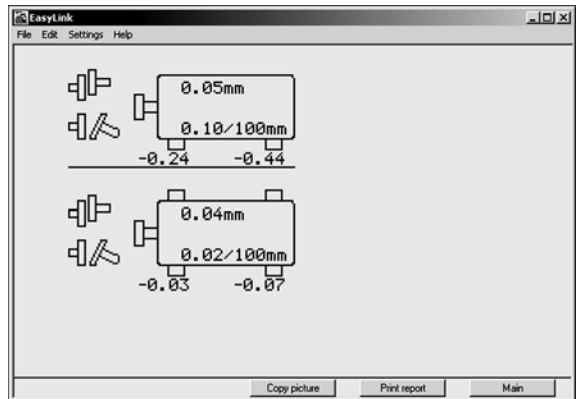 EasyLink
File Edit Settings Help
0.05mm
0.10/100mm
-0.24 -0.44
0.04mm
0.02/100mm
-0.03 -0.07
Copy picture Print report Main